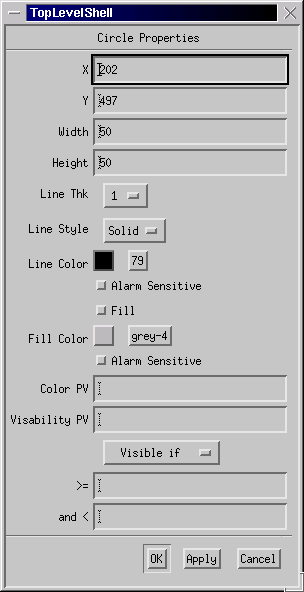 TopLevelShell
Circle Properties
X 202
Y 497
Width 50
Height 50
Line Thk 1
Line Style Solid
Line Color 79
Alarm Sensitive
Fill
Fill Color grey-4
Alarm Sensitive
Color PV
Visability PV
Visible if
>=
and <
OK Apply Cancel